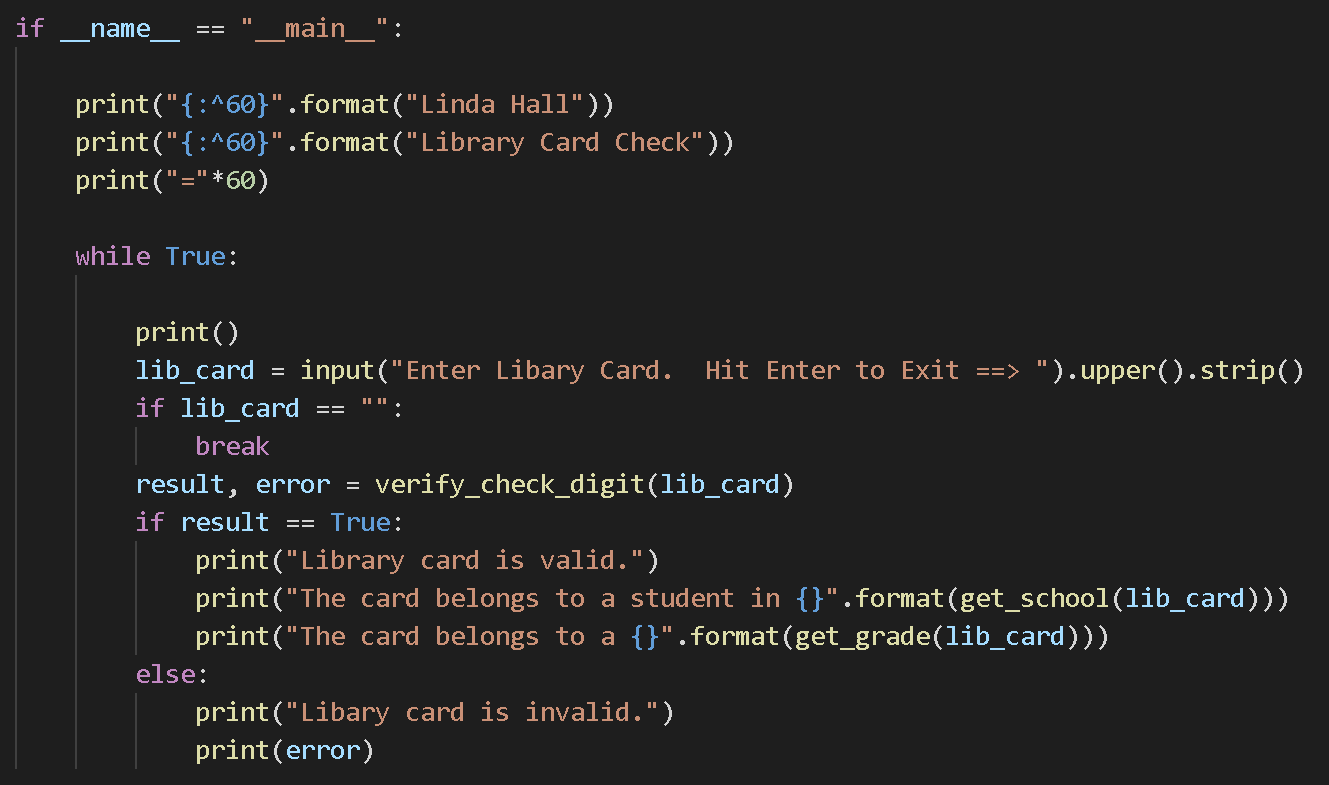 if __name__ == "__main__":
    print("{:^60}".format("Linda Hall"))
    print("{:^60}".format("Library Card Check"))
    print("="*60)
    while True:
        print()
        lib_card = input("Enter Libary Card.  Hit Enter to Exit ==> ").upper().strip()
        if lib_card == "":
            break
        result, error = verify_check_digit(lib_card)
        if result == True:
            print("Library card is valid.")
            print("The card belongs to a student in {}".format(get_school(lib_card)))
            print("The card belongs to a {}".format(get_grade(lib_card)))
        else:
            print("Libary card is invalid.")
            print(error)